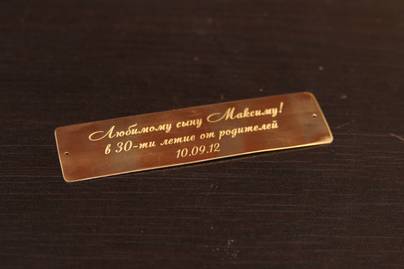 Любимому сыну Максиму!
в 30-ти летие от родителей
10.09.12